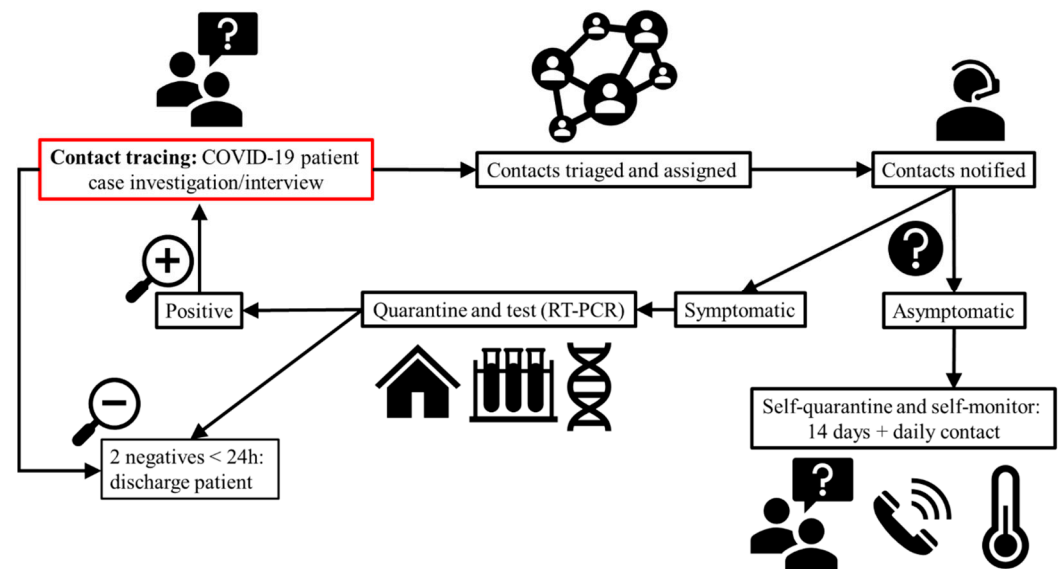 ?
Contact tracing: COVID-19 patient
case investigation/interview
Contacts triaged and assigned
Contacts notified
?
+
Positive
Quarantine and test (RT-PCR)
Symptomatic
Asymptomatic
−
2 negatives < 24h:
discharge patient
Self-quarantine and self-monitor:
14 days + daily contact
?